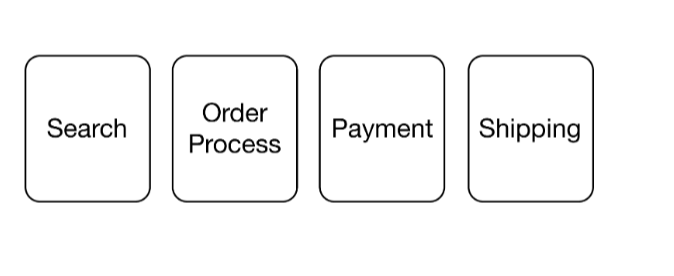 Search
Order
Process
Payment
Shipping